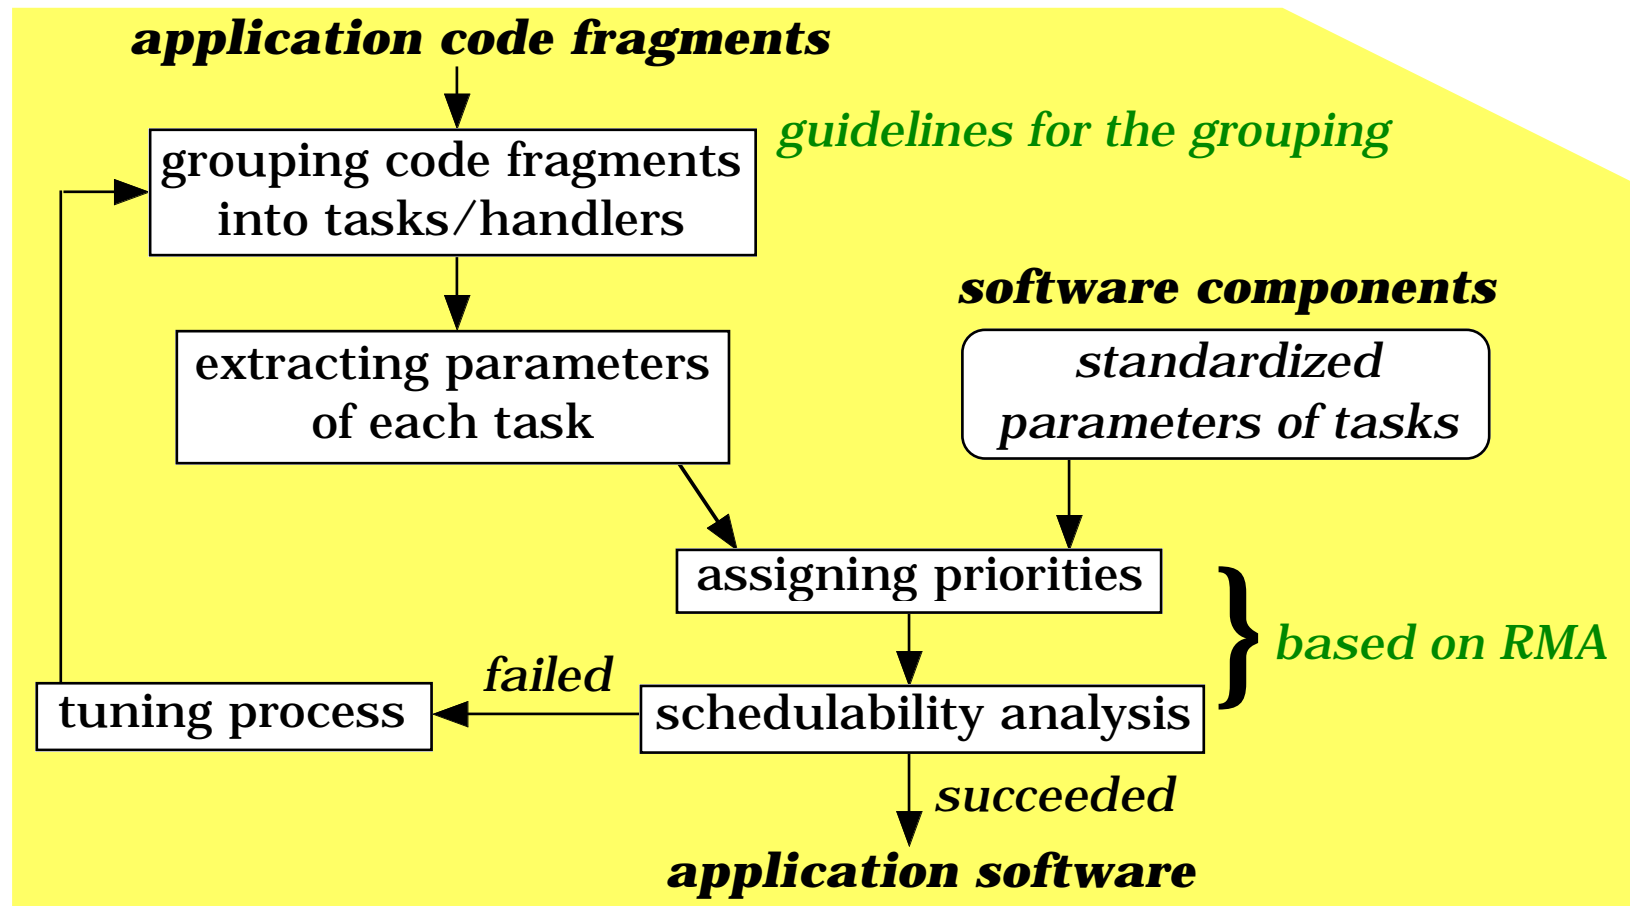 application code fragments
guidelines for the grouping
grouping code fragments
into tasks/handlers
software components
extracting parameters
of each task
standardized
parameters of tasks
assigning priorities
} based on RMA
failed
tuning process
schedulability analysis
succeeded
application software